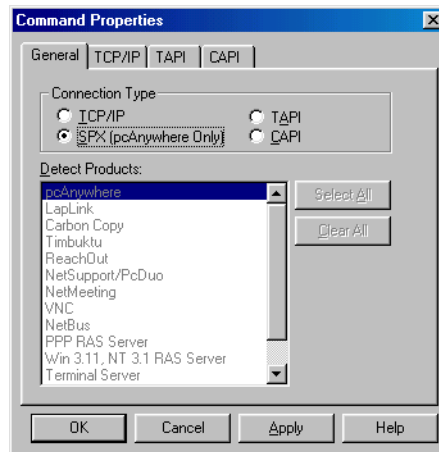 Command Properties
General TCP/IP TAPI CAPI
Connection Type
TCP/IP TAPI
SPX (pcAnywhere Only) CAPI
Detect Products:
pcAnywhere
Select All
LapLink
Carbon Copy
Clear All
Timbuktu
ReachOut
NetSupport/PcDuo
NetMeeting
VNC
NetBus
PPP RAS Server
Win 3.11, NT 3.1 RAS Server
Terminal Server
OK Cancel Apply Help